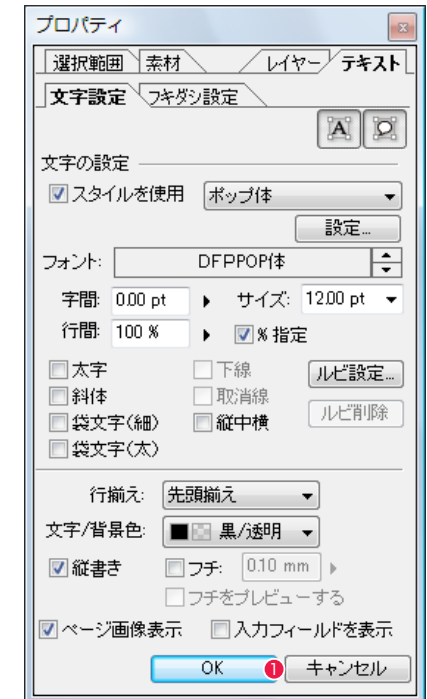 プロパティ
選択範囲 素材 レイヤー テキスト
文字設定 フキダシ設定
A
文字の設定
スタイルを使用 ポップ体
設定...
フォント: DFPPOP体
字間: 0.00 pt サイズ: 12.00 pt
行間: 100 % % 指定
太字 下線 ルビ設定...
斜体 取消線
袋文字(細) 縦中横 ルビ削除
袋文字(太)
行揃え: 先頭揃え
文字/背景色: 黒/透明
縦書き フチ: 0.10 mm
フチをプレビューする
ページ画像表示 入力フィールドを表示
OK 1 キャンセル